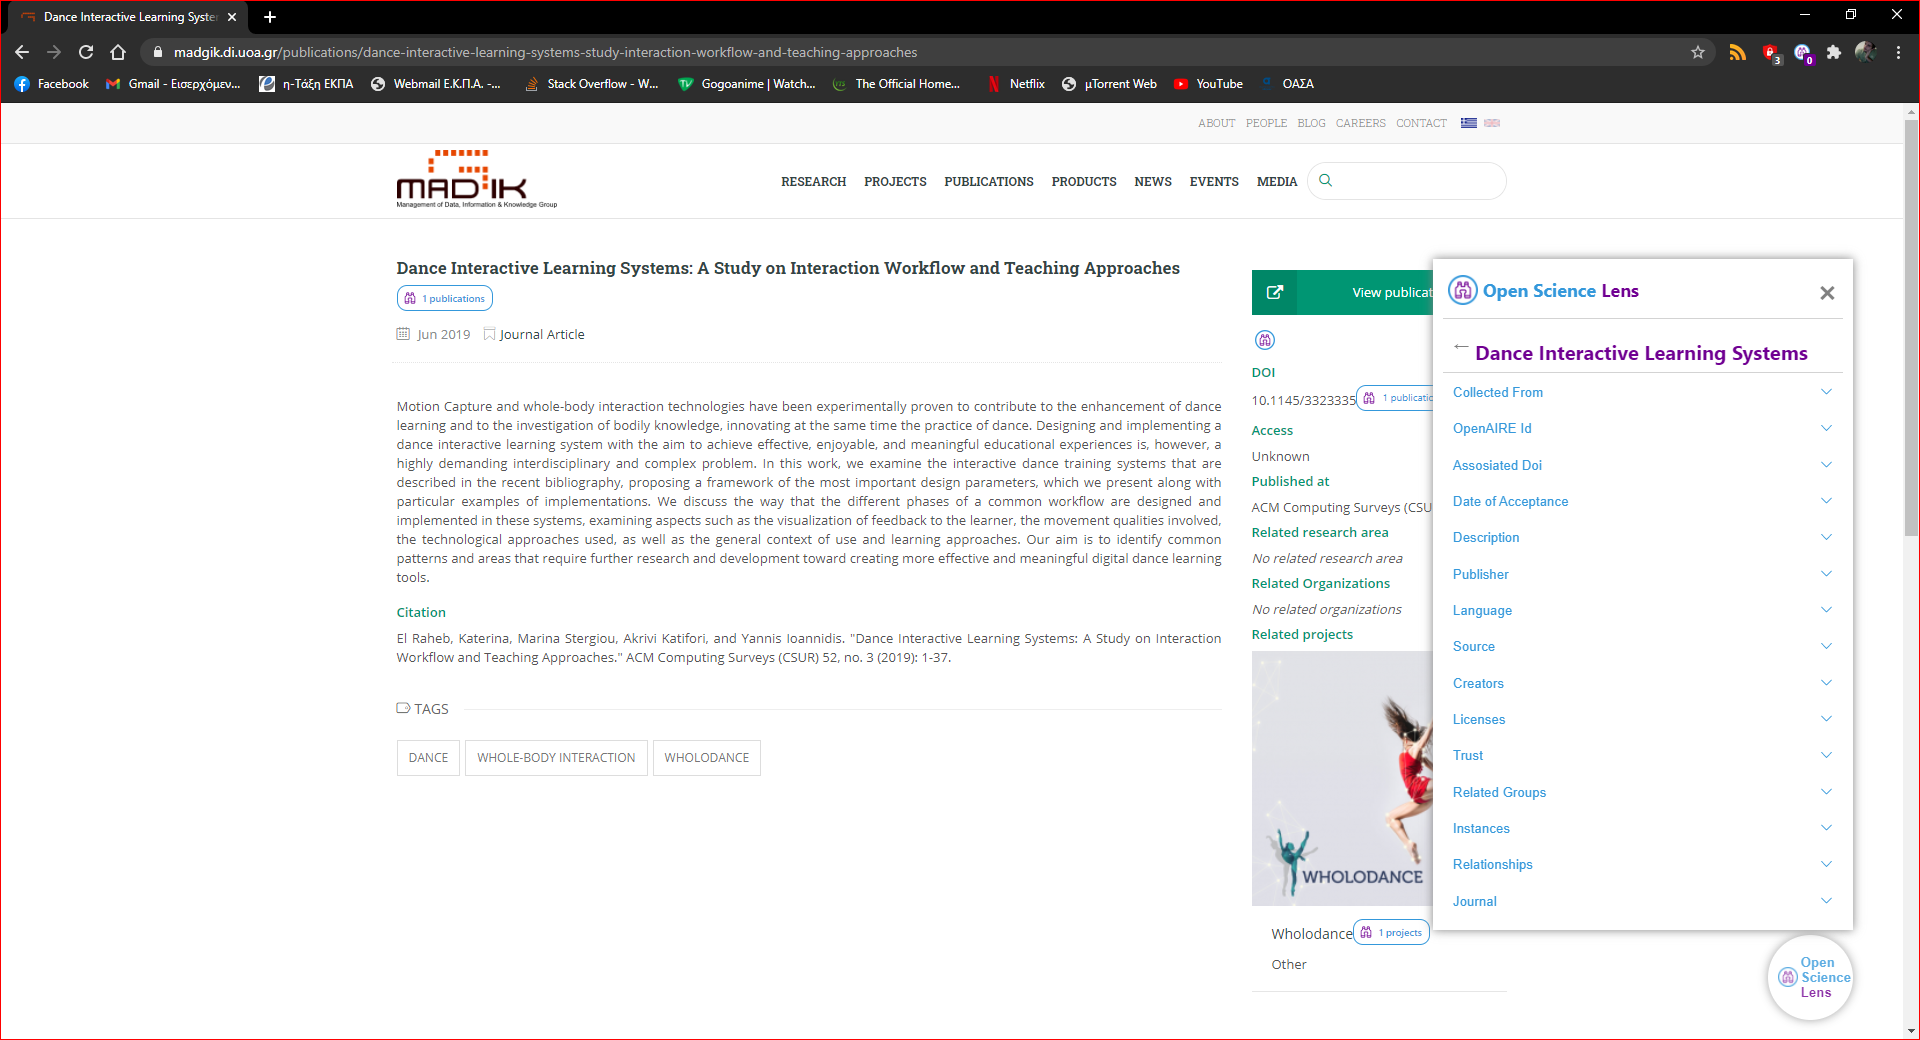 Dance Interactive Learning Syste
madgik.di.uoa.gr/publications/dance-interactive-learning-systems-study-interaction-workflow-and-teaching-approaches
3
0
Facebook
Gmail - Εισερχόμεν...
η-Τάξη ΕΚΠΑ
Webmail Ε.Κ.Π.Α. -...
Stack Overflow - W...
Gogoanime | Watch...
The Official Home...
Netflix
μTorrent Web
YouTube
ΟΑΣΑ
ABOUT PEOPLE BLOG CAREERS CONTACT
MADGIK
Management of Data, Information & Knowledge Group
RESEARCH PROJECTS PUBLICATIONS PRODUCTS NEWS EVENTS MEDIA
Dance Interactive Learning Systems: A Study on Interaction Workflow and Teaching Approaches
1 publications
Jun 2019 Journal Article
Motion Capture and whole-body interaction technologies have been experimentally proven to contribute to the enhancement of dance
learning and to the investigation of bodily knowledge, innovating at the same time the practice of dance. Designing and implementing a
dance interactive learning system with the aim to achieve effective, enjoyable, and meaningful educational experiences is, however, a
highly demanding interdisciplinary and complex problem. In this work, we examine the interactive dance training systems that are
described in the recent bibliography, proposing a framework of the most important design parameters, which we present along with
particular examples of implementations. We discuss the way that the different phases of a common workflow are designed and
implemented in these systems, examining aspects such as the visualization of feedback to the learner, the movement qualities involved,
the technological approaches used, as well as the general context of use and learning approaches. Our aim is to identify common
patterns and areas that require further research and development toward creating more effective and meaningful digital dance learning
tools.
Citation
El Raheb, Katerina, Marina Stergiou, Akrivi Katifori, and Yannis Ioannidis. "Dance Interactive Learning Systems: A Study on Interaction
Workflow and Teaching Approaches." ACM Computing Surveys (CSUR) 52, no. 3 (2019): 1-37.
TAGS
DANCE
WHOLE-BODY INTERACTION
WHOLODANCE
View publicat
DOI
10.1145/3323335 1 publicatio
Access
Unknown
Published at
ACM Computing Surveys (CSU
Related research area
No related research area
Related Organizations
No related organizations
Related projects
WHOLODANCE
Wholodance 1 projects
Other
Open Science Lens
← Dance Interactive Learning Systems
Collected From
OpenAIRE Id
Assosiated Doi
Date of Acceptance
Description
Publisher
Language
Source
Creators
Licenses
Trust
Related Groups
Instances
Relationships
Journal
Open
Science
Lens